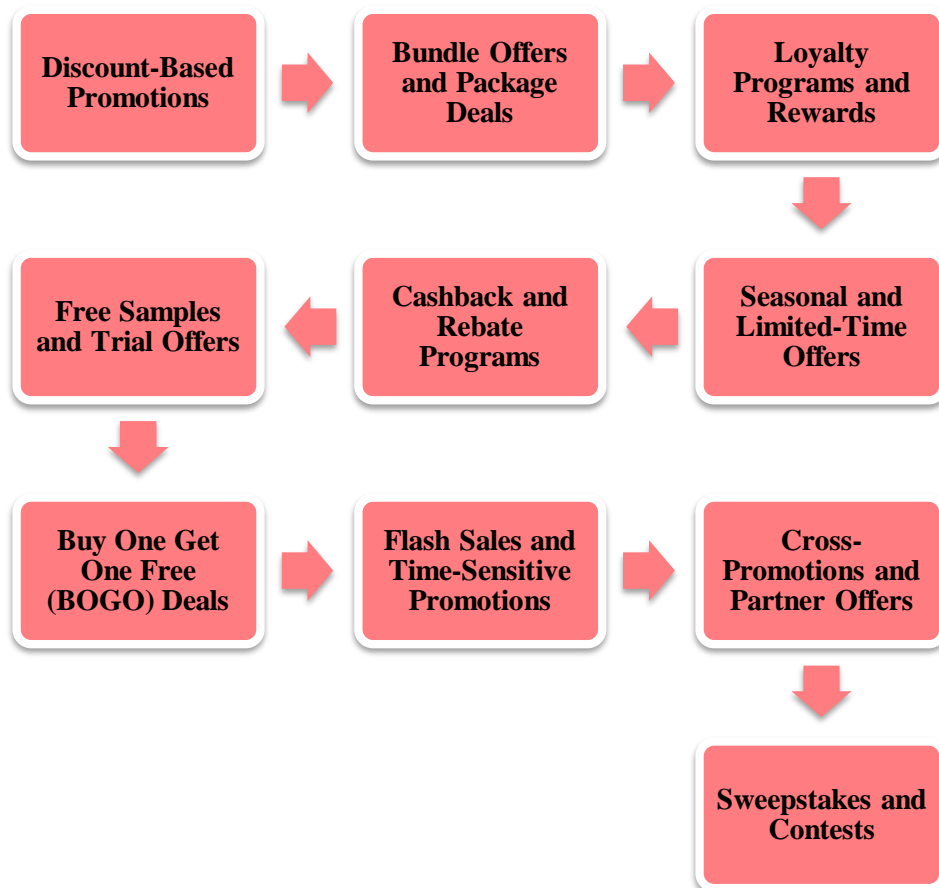 Discount-Based
Promotions
Bundle Offers
and Package
Deals
Loyalty
Programs and
Rewards
Seasonal and
Limited-Time
Offers
Cashback and
Rebate
Programs
Free Samples
and Trial Offers
Buy One Get
One Free
(BOGO) Deals
Flash Sales and
Time-Sensitive
Promotions
Cross-
Promotions and
Partner Offers
Sweepstakes and
Contests